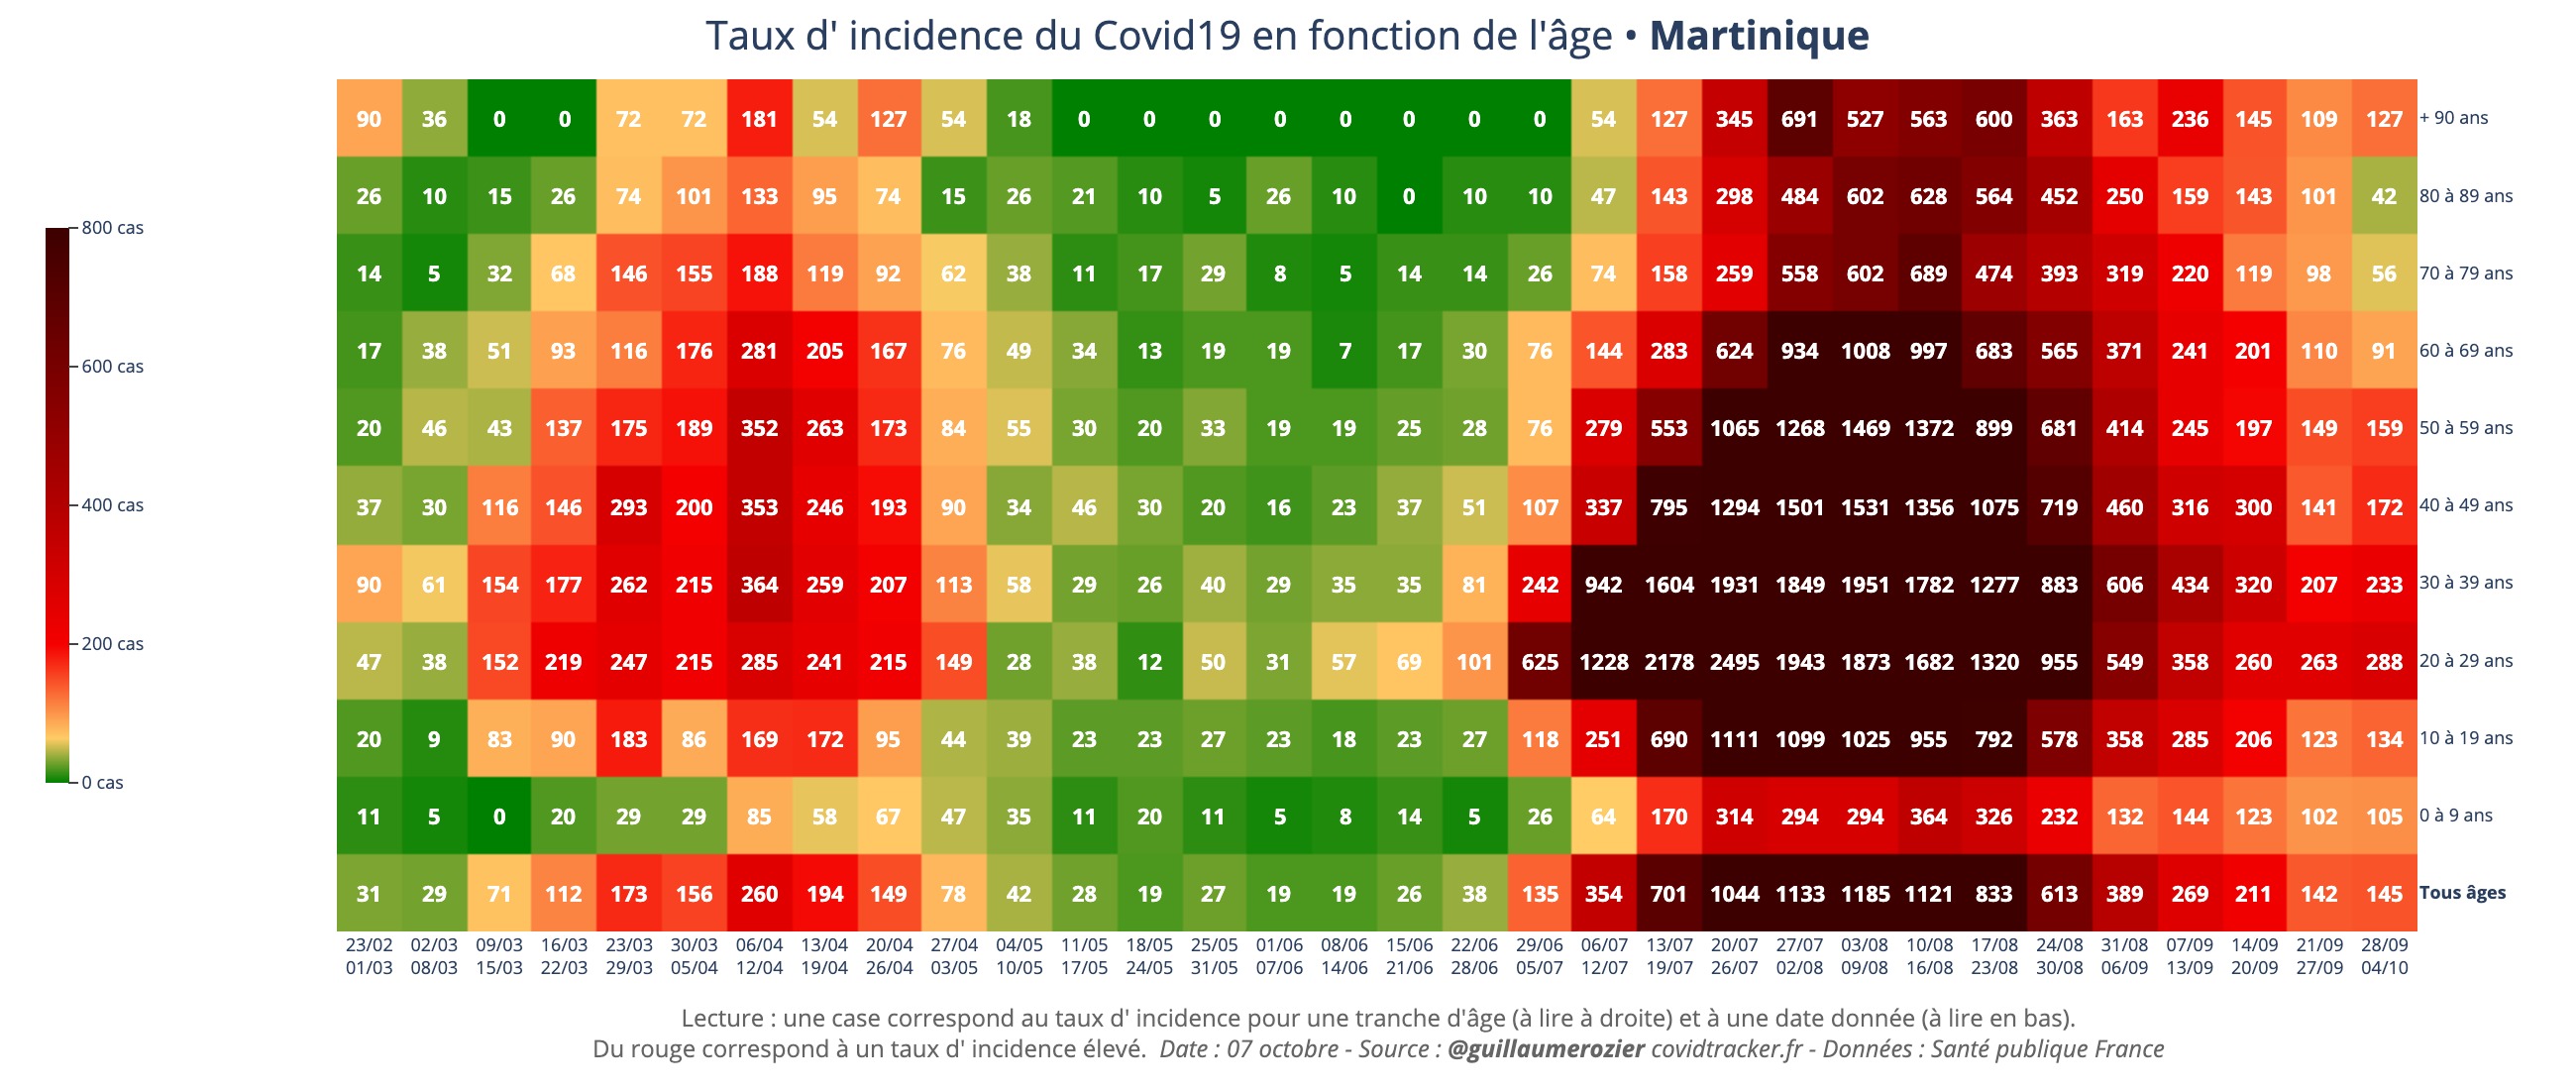 Taux d' incidence du Covid19 en fonction de l'âge • Martinique
90 36 0 0 72 72 181 54 127 54 18 0 0 0 0 0 0 0 0 54 127 345 691 527 563 600 363 163 236 145 109 127 + 90 ans
26 10 15 26 74 101 133 95 74 15 26 21 10 5 26 10 0 10 10 47 143 298 484 602 628 564 452 250 159 143 101 42 80 à 89 ans
800 cas
14 5 32 68 146 155 188 119 92 62 38 11 17 29 8 5 14 14 26 74 158 259 558 602 689 474 393 319 220 119 98 56 70 à 79 ans
17 38 51 93 116 176 281 205 167 76 49 34 13 19 19 7 17 30 76 144 283 624 934 1008 997 683 565 371 241 201 110 91 60 à 69 ans
600 cas
20 46 43 137 175 189 352 263 173 84 55 30 20 33 19 19 25 28 76 279 553 1065 1268 1469 1372 899 681 414 245 197 149 159 50 à 59 ans
400 cas
37 30 116 146 293 200 353 246 193 90 34 46 30 20 16 23 37 51 107 337 795 1294 1501 1531 1356 1075 719 460 316 300 141 172 40 à 49 ans
90 61 154 177 262 215 364 259 207 113 58 29 26 40 29 35 35 81 242 942 1604 1931 1849 1951 1782 1277 883 606 434 320 207 233 30 à 39 ans
200 cas
47 38 152 219 247 215 285 241 215 149 28 38 12 50 31 57 69 101 625 1228 2178 2495 1943 1873 1682 1320 955 549 358 260 263 288 20 à 29 ans
20 9 83 90 183 86 169 172 95 44 39 23 23 27 23 18 23 27 118 251 690 1111 1099 1025 955 792 578 358 285 206 123 134 10 à 19 ans
0 cas
11 5 0 20 29 29 85 58 67 47 35 11 20 11 5 8 14 5 26 64 170 314 294 294 364 326 232 132 144 123 102 105 0 à 9 ans
31 29 71 112 173 156 260 194 149 78 42 28 19 27 19 19 26 38 135 354 701 1044 1133 1185 1121 833 613 389 269 211 142 145 Tous âges
23/02 02/03 09/03 16/03 23/03 30/03 06/04 13/04 20/04 27/04 04/05 11/05 18/05 25/05 01/06 08/06 15/06 22/06 29/06 06/07 13/07 20/07 27/07 03/08 10/08 17/08 24/08 31/08 07/09 14/09 21/09 28/09
01/03 08/03 15/03 22/03 29/03 05/04 12/04 19/04 26/04 03/05 10/05 17/05 24/05 31/05 07/06 14/06 21/06 28/06 05/07 12/07 19/07 26/07 02/08 09/08 16/08 23/08 30/08 06/09 13/09 20/09 27/09 04/10
Lecture : une case correspond au taux d' incidence pour une tranche d'âge (à lire à droite) et à une date donnée (à lire en bas).
Du rouge correspond à un taux d' incidence élevé. Date : 07 octobre - Source : @guillaumerozier covidtracker.fr - Données : Santé publique France